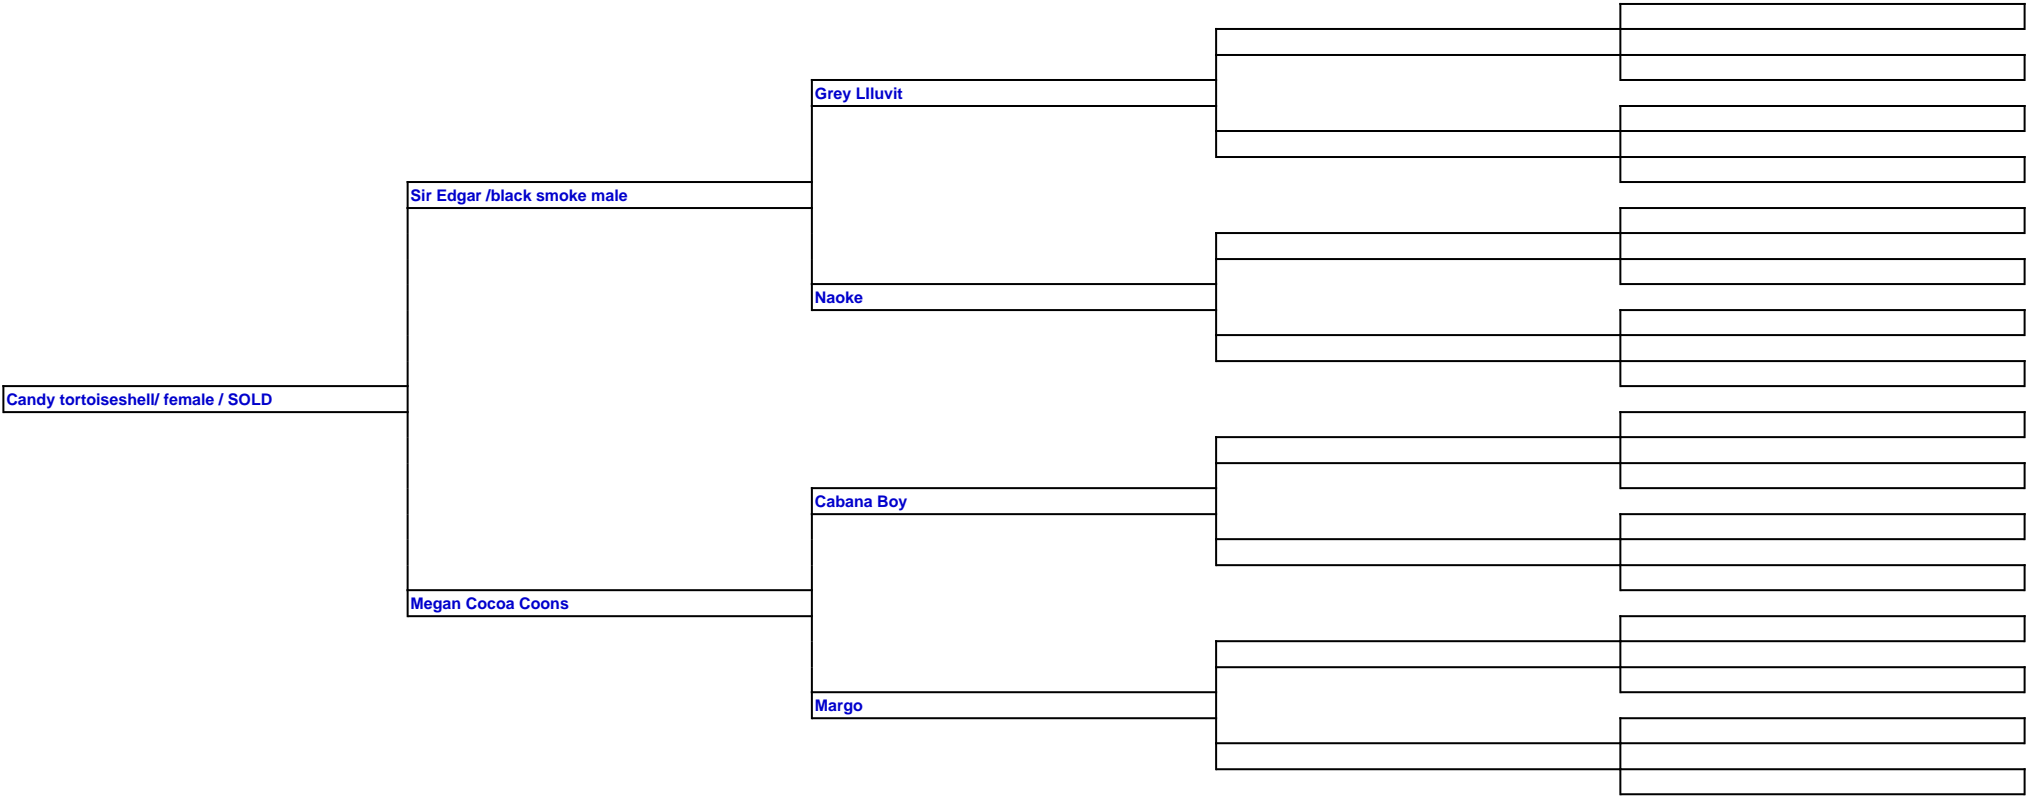 Grey LIluvit
Sir Edgar /black smoke male
Naoke
Candy tortoiseshell/ female / SOLD
Cabana Boy
Megan Cocoa Coons
Margo